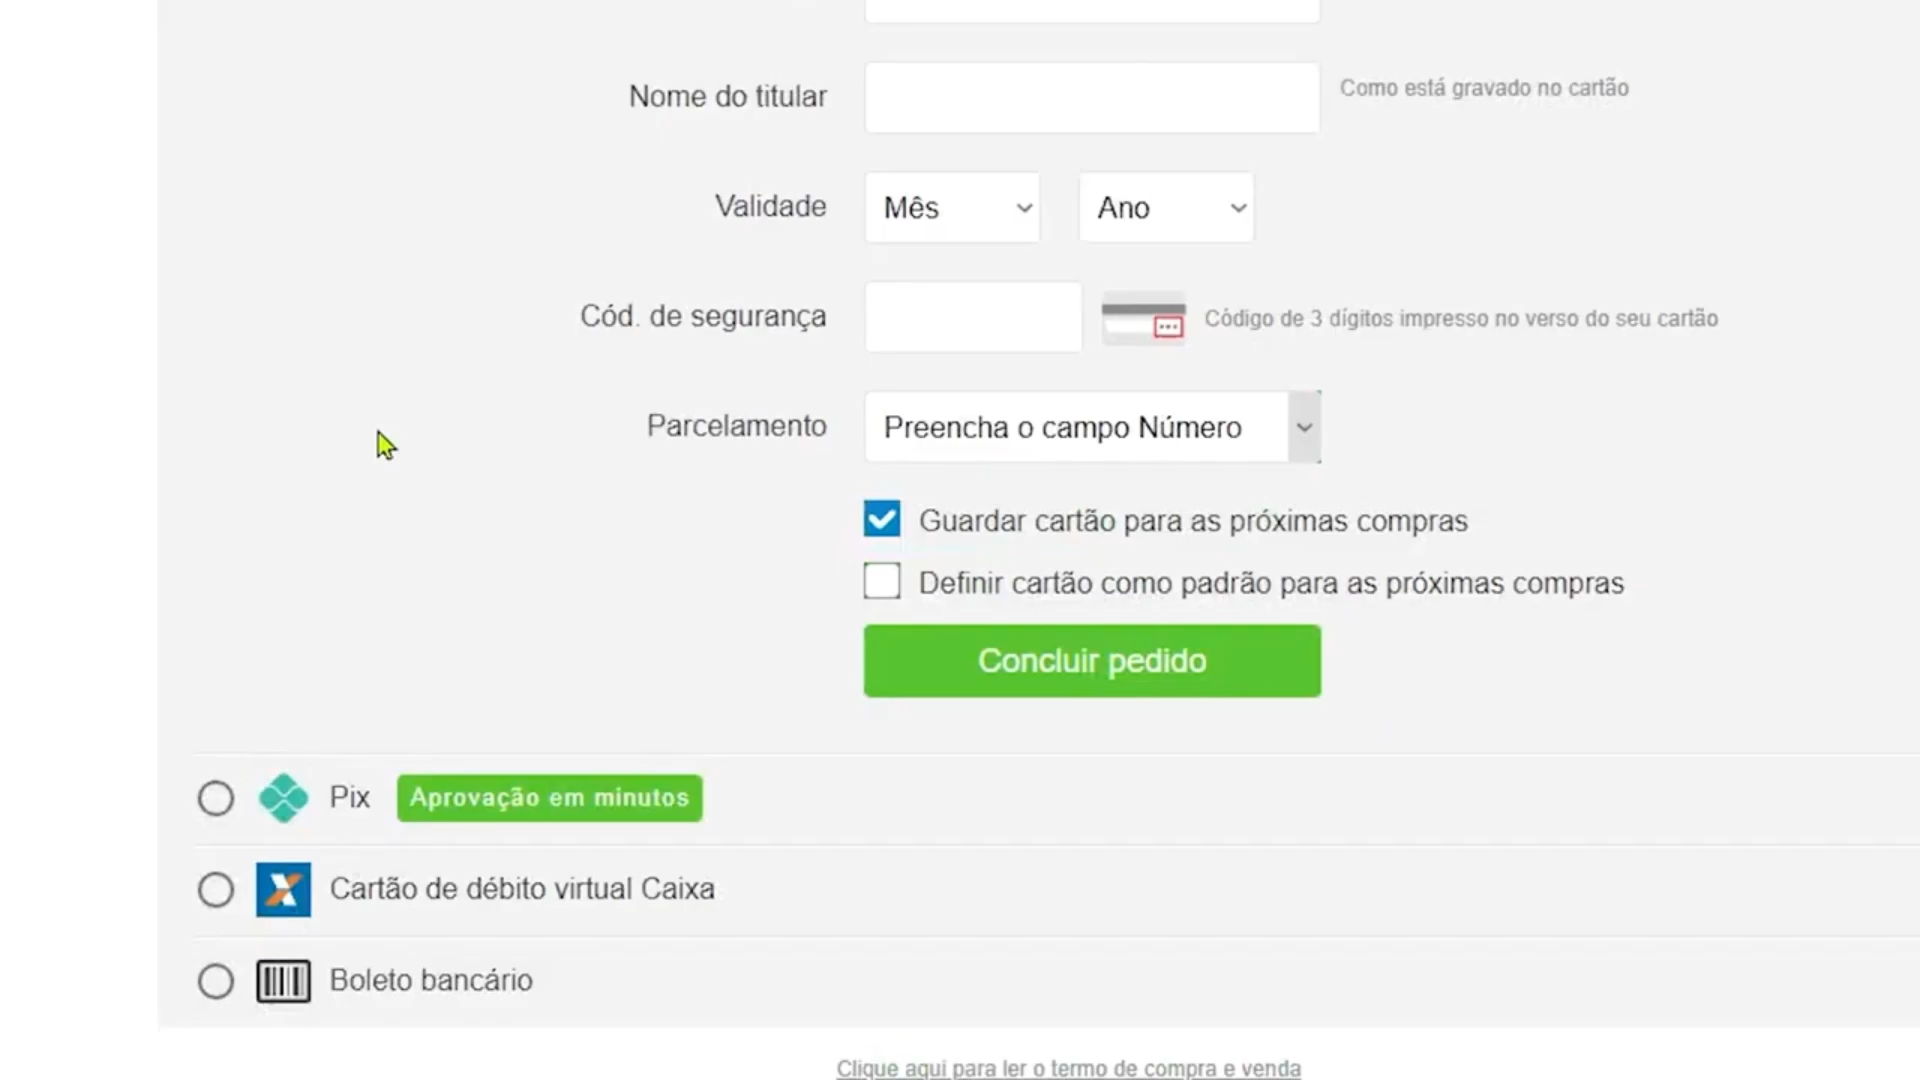 Nome do titular
Como está gravado no cartão
Validade
Mês
Ano
Cód. de segurança
Código de 3 dígitos impresso no verso do seu cartão
Parcelamento
Preencha o campo Número
Guardar cartão para as próximas compras
Definir cartão como padrão para as próximas compras
Concluir pedido
Pix
Aprovação em minutos
Cartão de débito virtual Caixa
Boleto bancário
Clique aqui para ler o termo de compra e venda